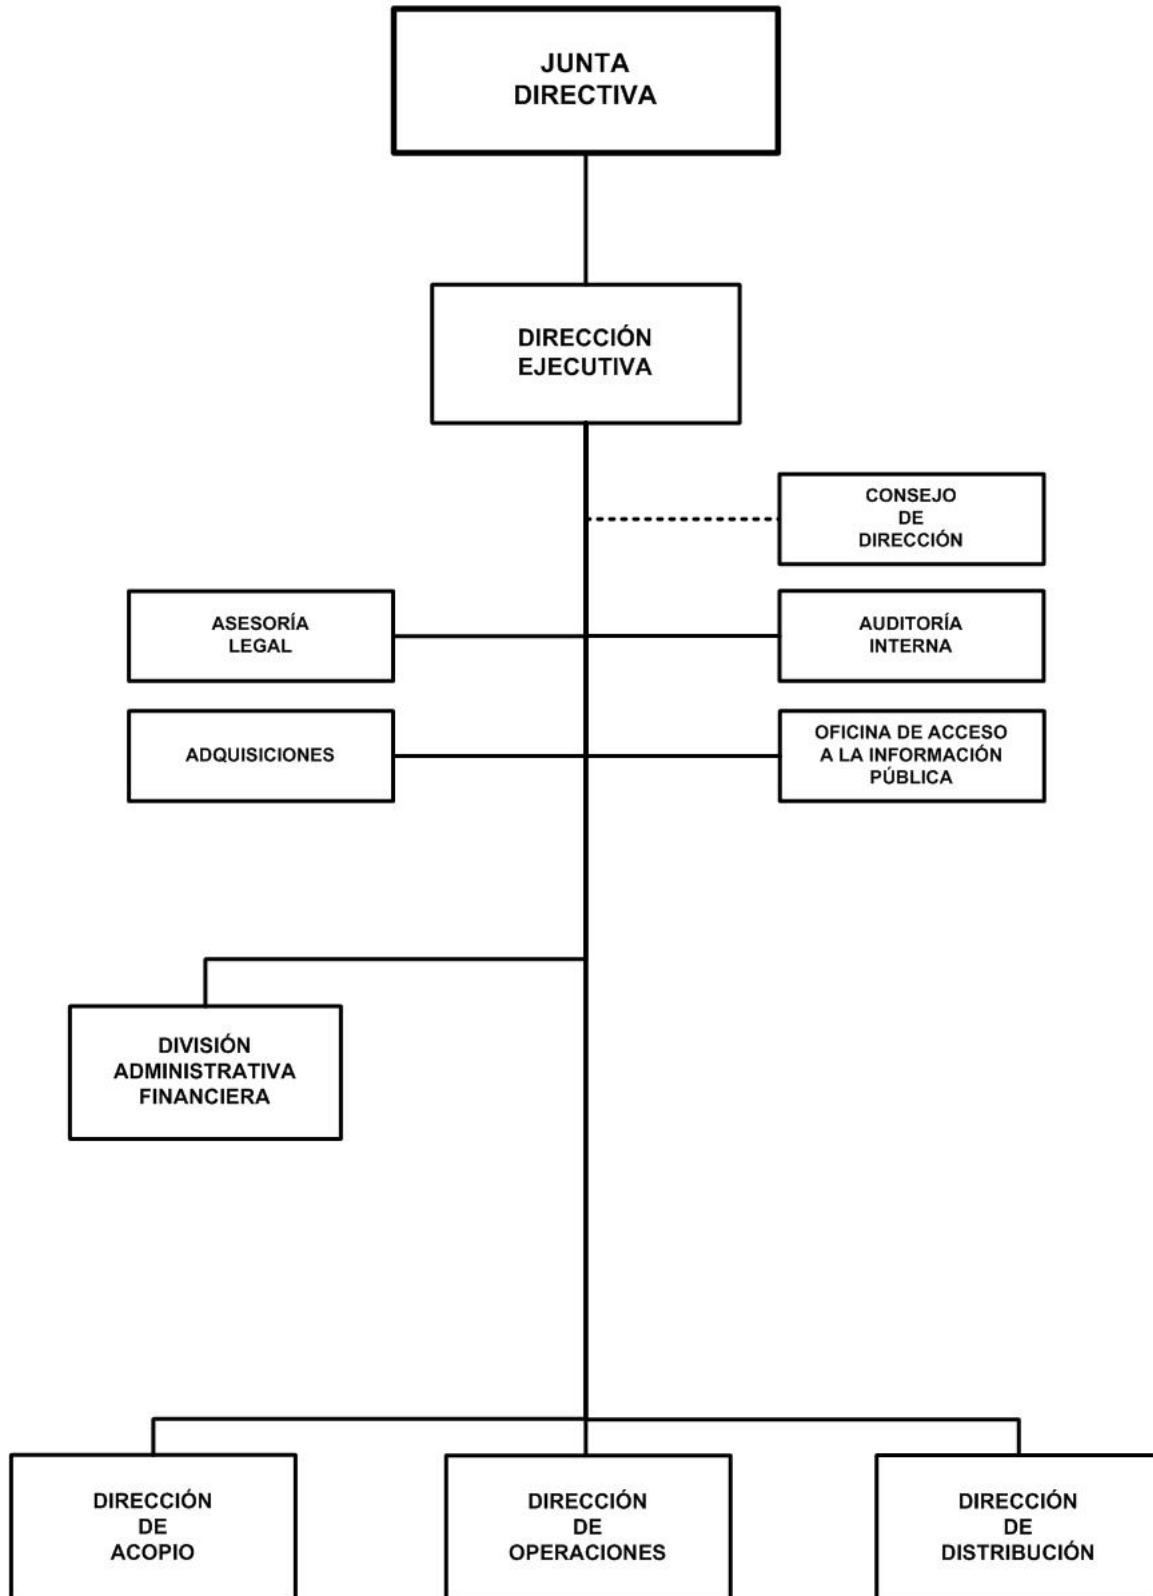 JUNTA
DIRECTIVA
DIRECCIÓN
EJECUTIVA
CONSEJO
DE
DIRECCIÓN
ASESORÍA
LEGAL
AUDITORÍA
INTERNA
ADQUISICIONES
OFICINA DE ACCESO
A LA INFORMACIÓN
PÚBLICA
DIVISIÓN
ADMINISTRATIVA
FINANCIERA
DIRECCIÓN
DE
ACOPIO
DIRECCIÓN
DE
OPERACIONES
DIRECCIÓN
DE
DISTRIBUCIÓN